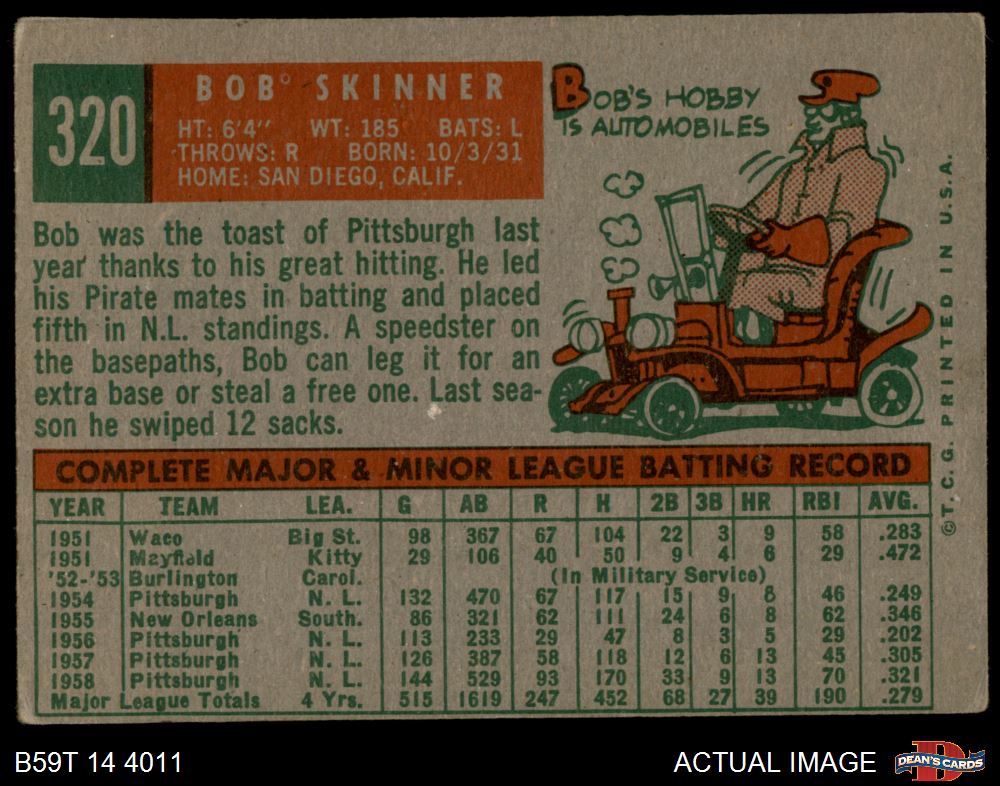 320
BOB SKINNER
HT: 6'4" WT: 185 BATS: L
THROWS: R BORN: 10/3/31
HOME: SAN DIEGO, CALIF.
BOB'S HOBBY
IS AUTOMOBILES
Bob was the toast of Pittsburgh last
year thanks to his great hitting. He led
his Pirate mates in batting and placed
fifth in N.L. standings. A speedster on
the basepaths, Bob can leg it for an
extra base or steal a free one. Last sea-
son he swiped 12 sacks.
COMPLETE MAJOR & MINOR LEAGUE BATTING RECORD
YEAR TEAM LEA. G AB R H 2B 3B HR RBI AVG.
1951 Waco Big St. 98 367 67 104 22 3 9 58 .283
1951 Mayfield Kitty 29 106 40 50 9 4 6 29 .472
'52-'53 Burlington Carol. (In Military Service)
1954 Pittsburgh N. L. 132 470 67 117 15 9 8 46 .249
1955 New Orleans South. 86 321 62 111 24 6 8 62 .346
1956 Pittsburgh N. L. 113 233 29 47 8 3 5 29 .202
1957 Pittsburgh N. L. 126 387 58 118 12 6 13 45 .305
1958 Pittsburgh N. L. 144 529 93 170 33 9 13 70 .321
Major League Totals 4 Yrs. 515 1619 247 452 68 27 39 190 .279
©T. C. G. PRINTED IN U.S.A.
B59T 14 4011
ACTUAL IMAGE
DEAN'S CARDS